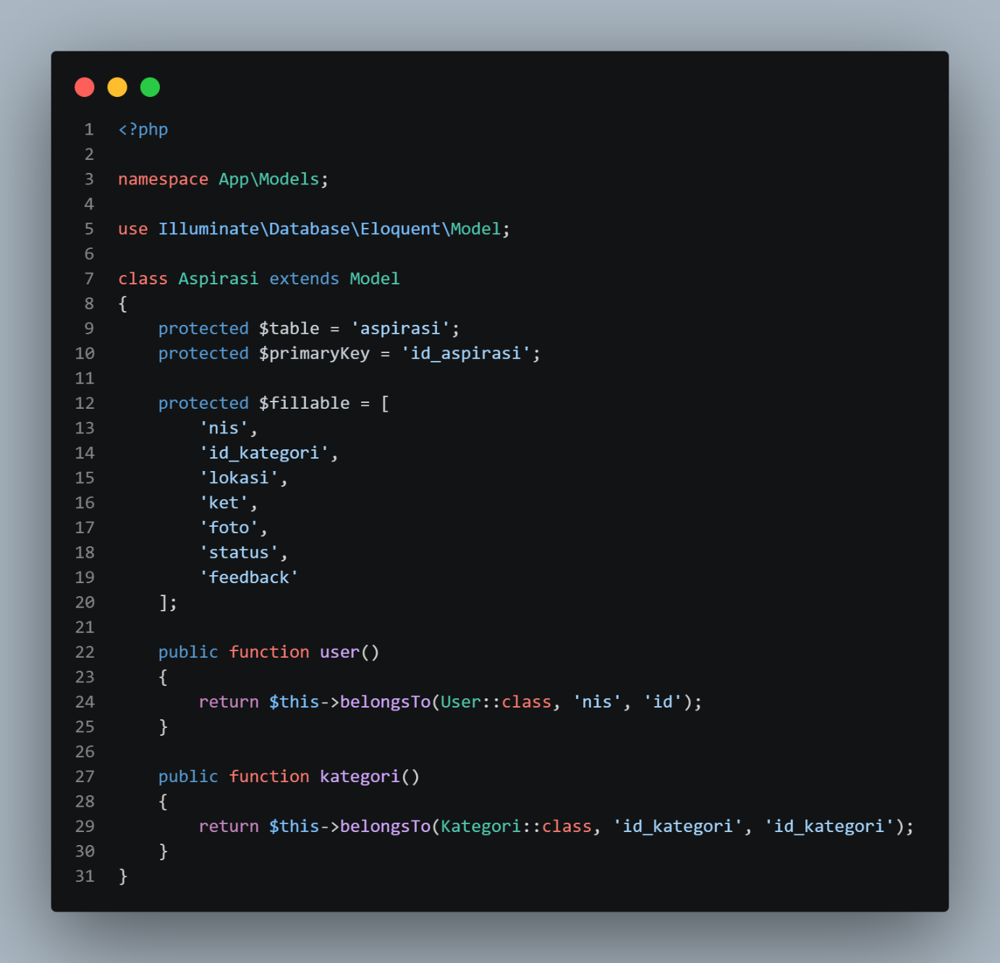 1 <?php
2
3 namespace App\Models;
4
5 use Illuminate\Database\Eloquent\Model;
6
7 class Aspirasi extends Model
8 {
9     protected $table = 'aspirasi';
10     protected $primaryKey = 'id_aspirasi';
11
12     protected $fillable = [
13         'nis',
14         'id_kategori',
15         'lokasi',
16         'ket',
17         'foto',
18         'status',
19         'feedback'
20     ];
21
22     public function user()
23     {
24         return $this->belongsTo(User::class, 'nis', 'id');
25     }
26
27     public function kategori()
28     {
29         return $this->belongsTo(Kategori::class, 'id_kategori', 'id_kategori');
30     }
31 }